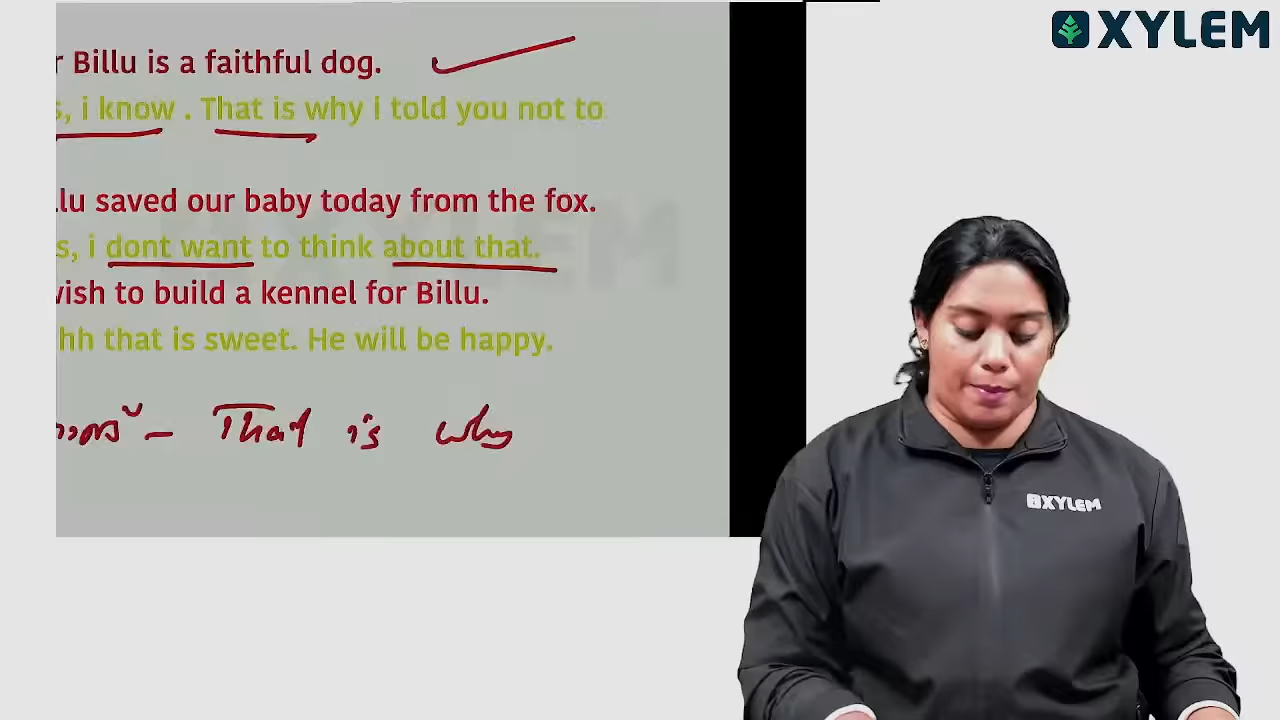 XYLEM
r Billu is a faithful dog.
s, i know . That is why i told you not to
llu saved our baby today from the fox.
s, i dont want to think about that.
wish to build a kennel for Billu.
hh that is sweet. He will be happy.
– That is why
XYLEM
XYLEM